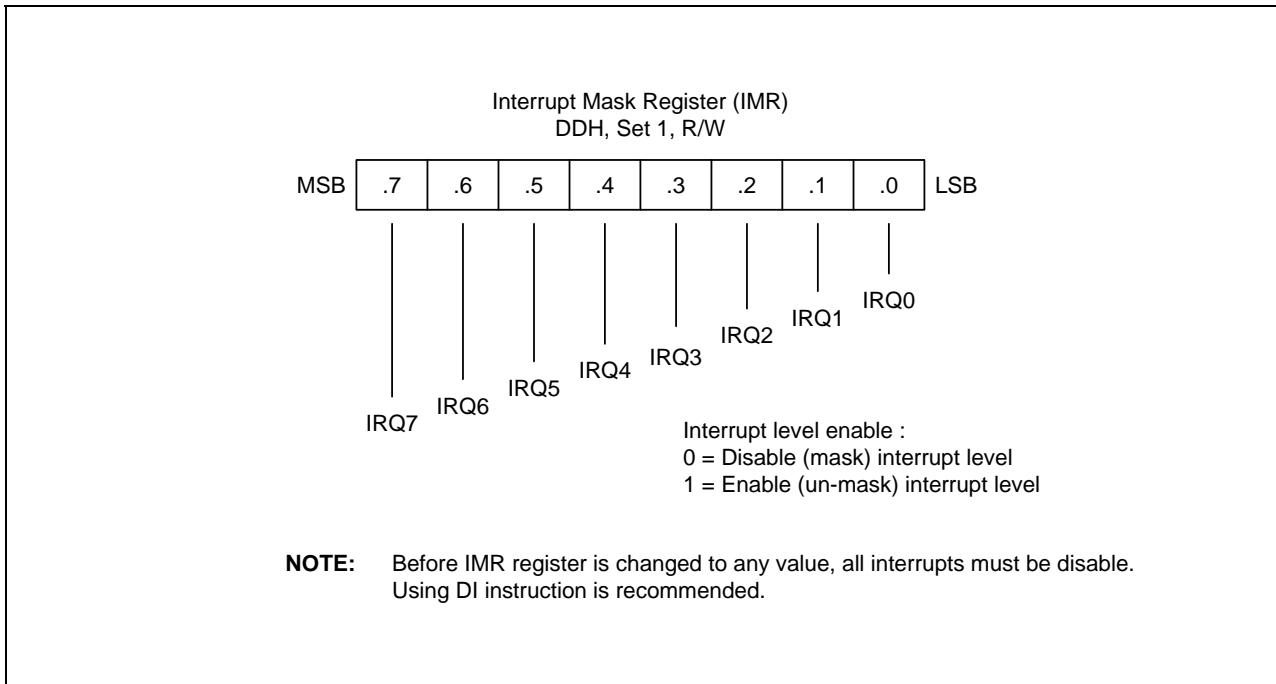 Interrupt Mask Register (IMR)
DDH, Set 1, R/W
MSB .7 .6 .5 .4 .3 .2 .1 .0 LSB
IRQ7 IRQ6 IRQ5 IRQ4 IRQ3 IRQ2 IRQ1 IRQ0
Interrupt level enable :
0 = Disable (mask) interrupt level
1 = Enable (un-mask) interrupt level
NOTE: Before IMR register is changed to any value, all interrupts must be disable.
Using DI instruction is recommended.